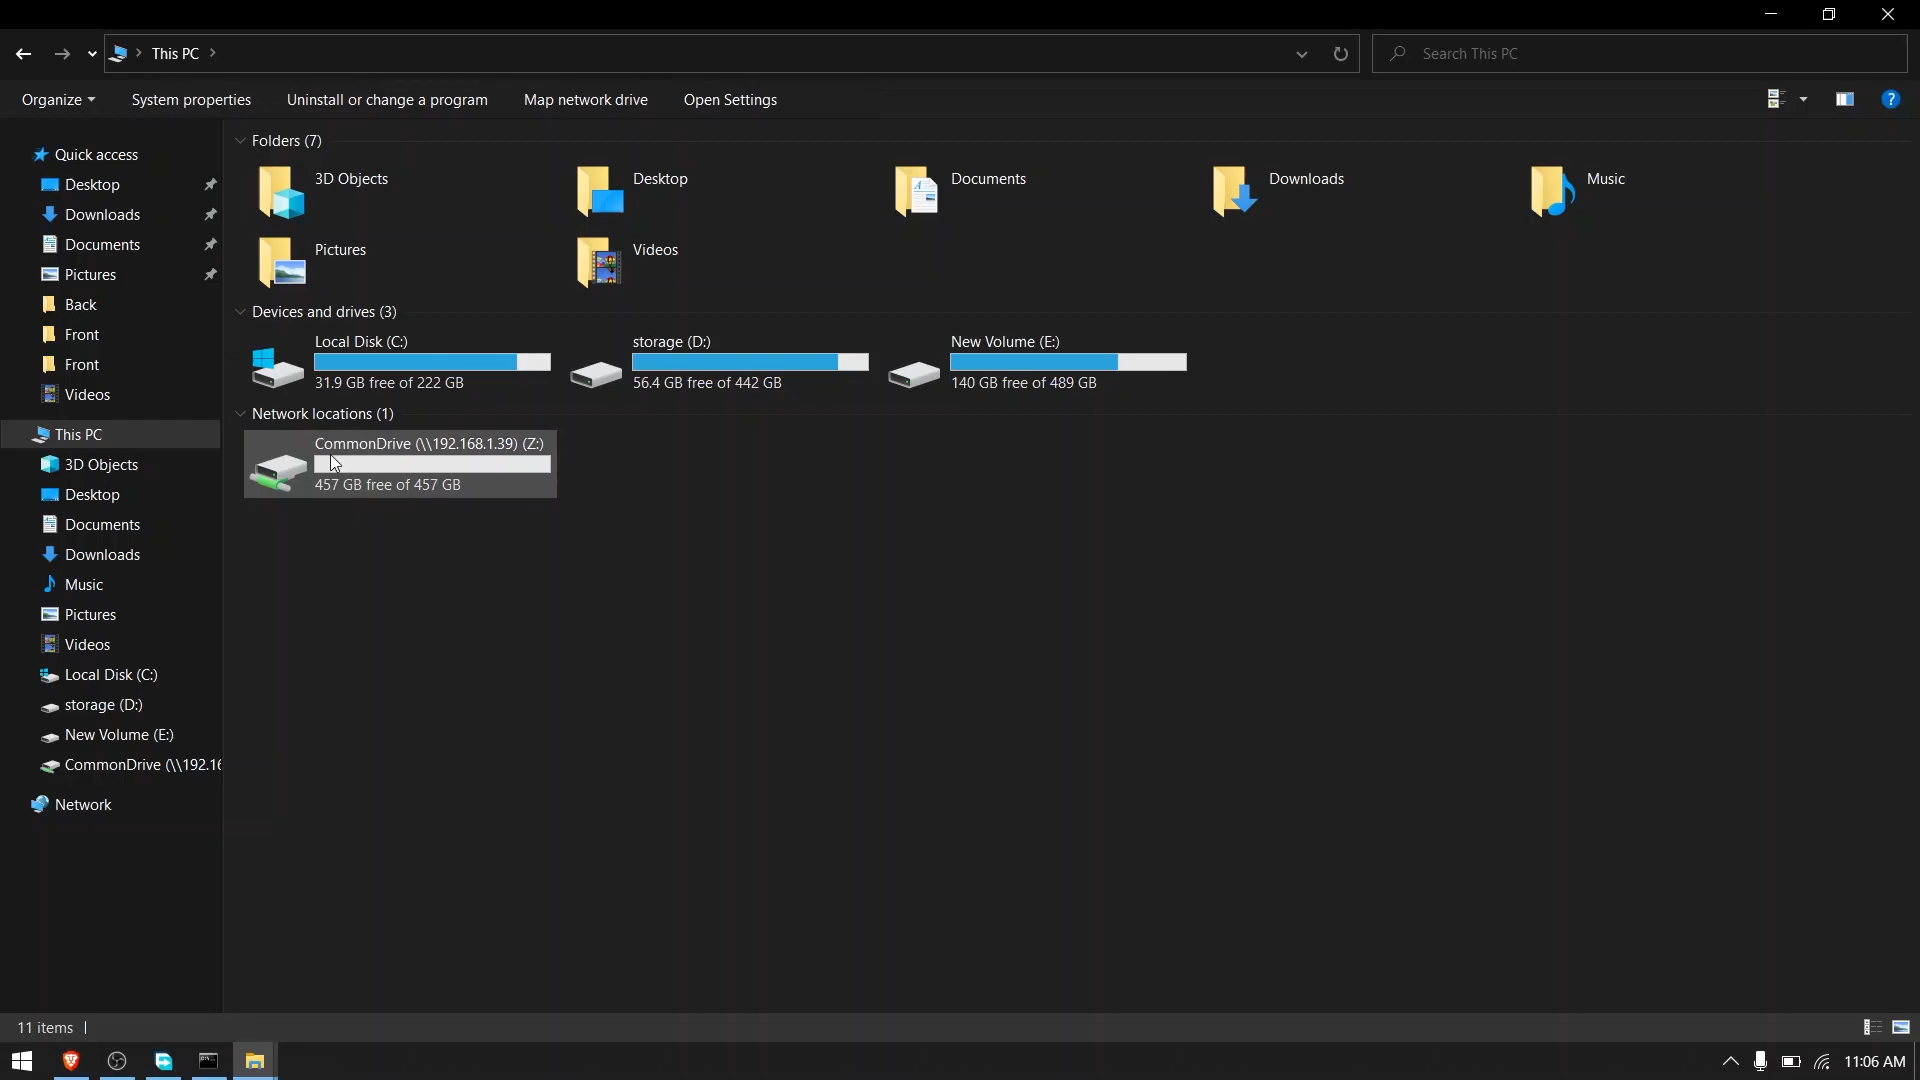 This PC
Search This PC
Organize
System properties
Uninstall or change a program
Map network drive
Open Settings
?
Quick access
Desktop
Downloads
Documents
Pictures
Back
Front
Front
Videos
This PC
3D Objects
Desktop
Documents
Downloads
Music
Pictures
Videos
Local Disk (C:)
storage (D:)
New Volume (E:)
CommonDrive (\\192.16
Network
Folders (7)
3D Objects
Desktop
Documents
Downloads
Music
Pictures
Videos
Devices and drives (3)
Local Disk (C:)
31.9 GB free of 222 GB
storage (D:)
56.4 GB free of 442 GB
New Volume (E:)
140 GB free of 489 GB
Network locations (1)
CommonDrive (\\192.168.1.39) (Z:)
457 GB free of 457 GB
11 items
11:06 AM